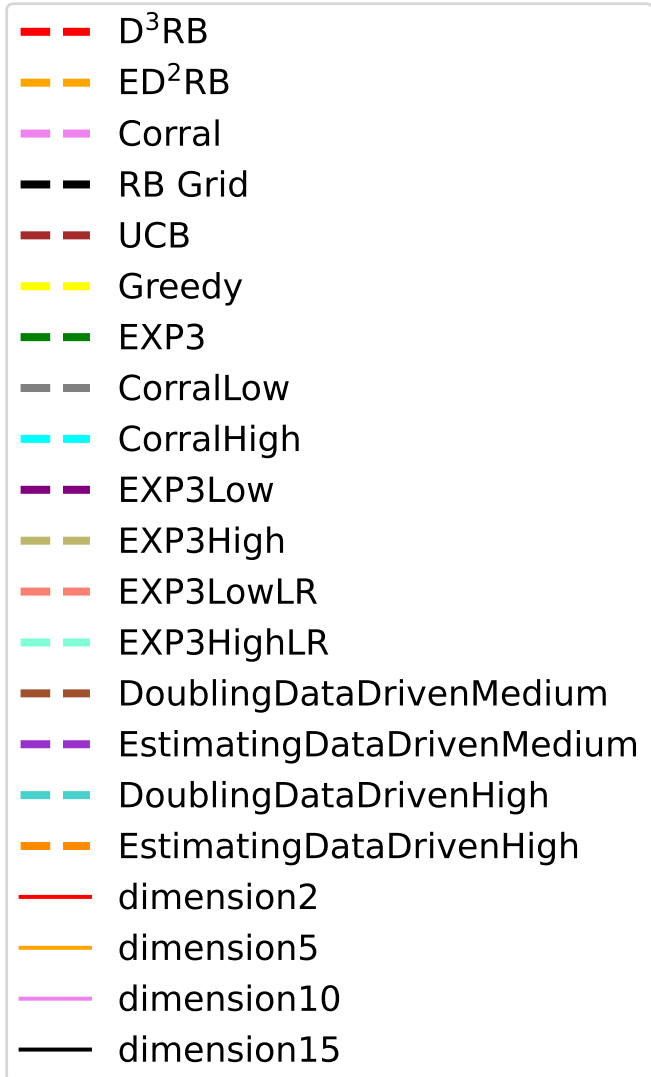 D³RB
ED²RB
Corral
RB Grid
UCB
Greedy
EXP3
CorralLow
CorralHigh
EXP3Low
EXP3High
EXP3LowLR
EXP3HighLR
DoublingDataDrivenMedium
EstimatingDataDrivenMedium
DoublingDataDrivenHigh
EstimatingDataDrivenHigh
dimension2
dimension5
dimension10
dimension15